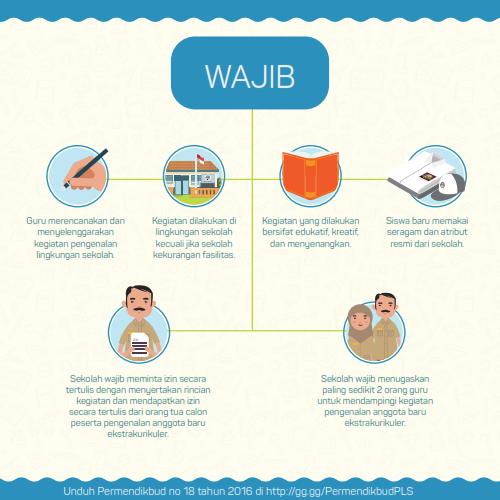 WAJIB
Guru merencanakan dan
menyelenggarakan
kegiatan pengenalan
lingkungan sekolah.
Kegiatan dilakukan di
lingkungan sekolah
kecuali jika sekolah
kekurangan fasilitas.
Kegiatan yang dilakukan
bersifat edukatif, kreatif,
dan menyenangkan.
Siswa baru memakai
seragam dan atribut
resmi dari sekolah.
Sekolah wajib meminta izin secara
tertulis dengan menyertakan rincian
kegiatan dan mendapatkan izin
secara tertulis dari orang tua calon
peserta pengenalan anggota baru
ekstrakurikuler.
Sekolah wajib menugaskan
paling sedikit 2 orang guru
untuk mendampingi kegiatan
pengenalan anggota baru
ekstrakurikuler.
Unduh Permendikbud no 18 tahun 2016 di http://gg.gg/PermendikbudPLS